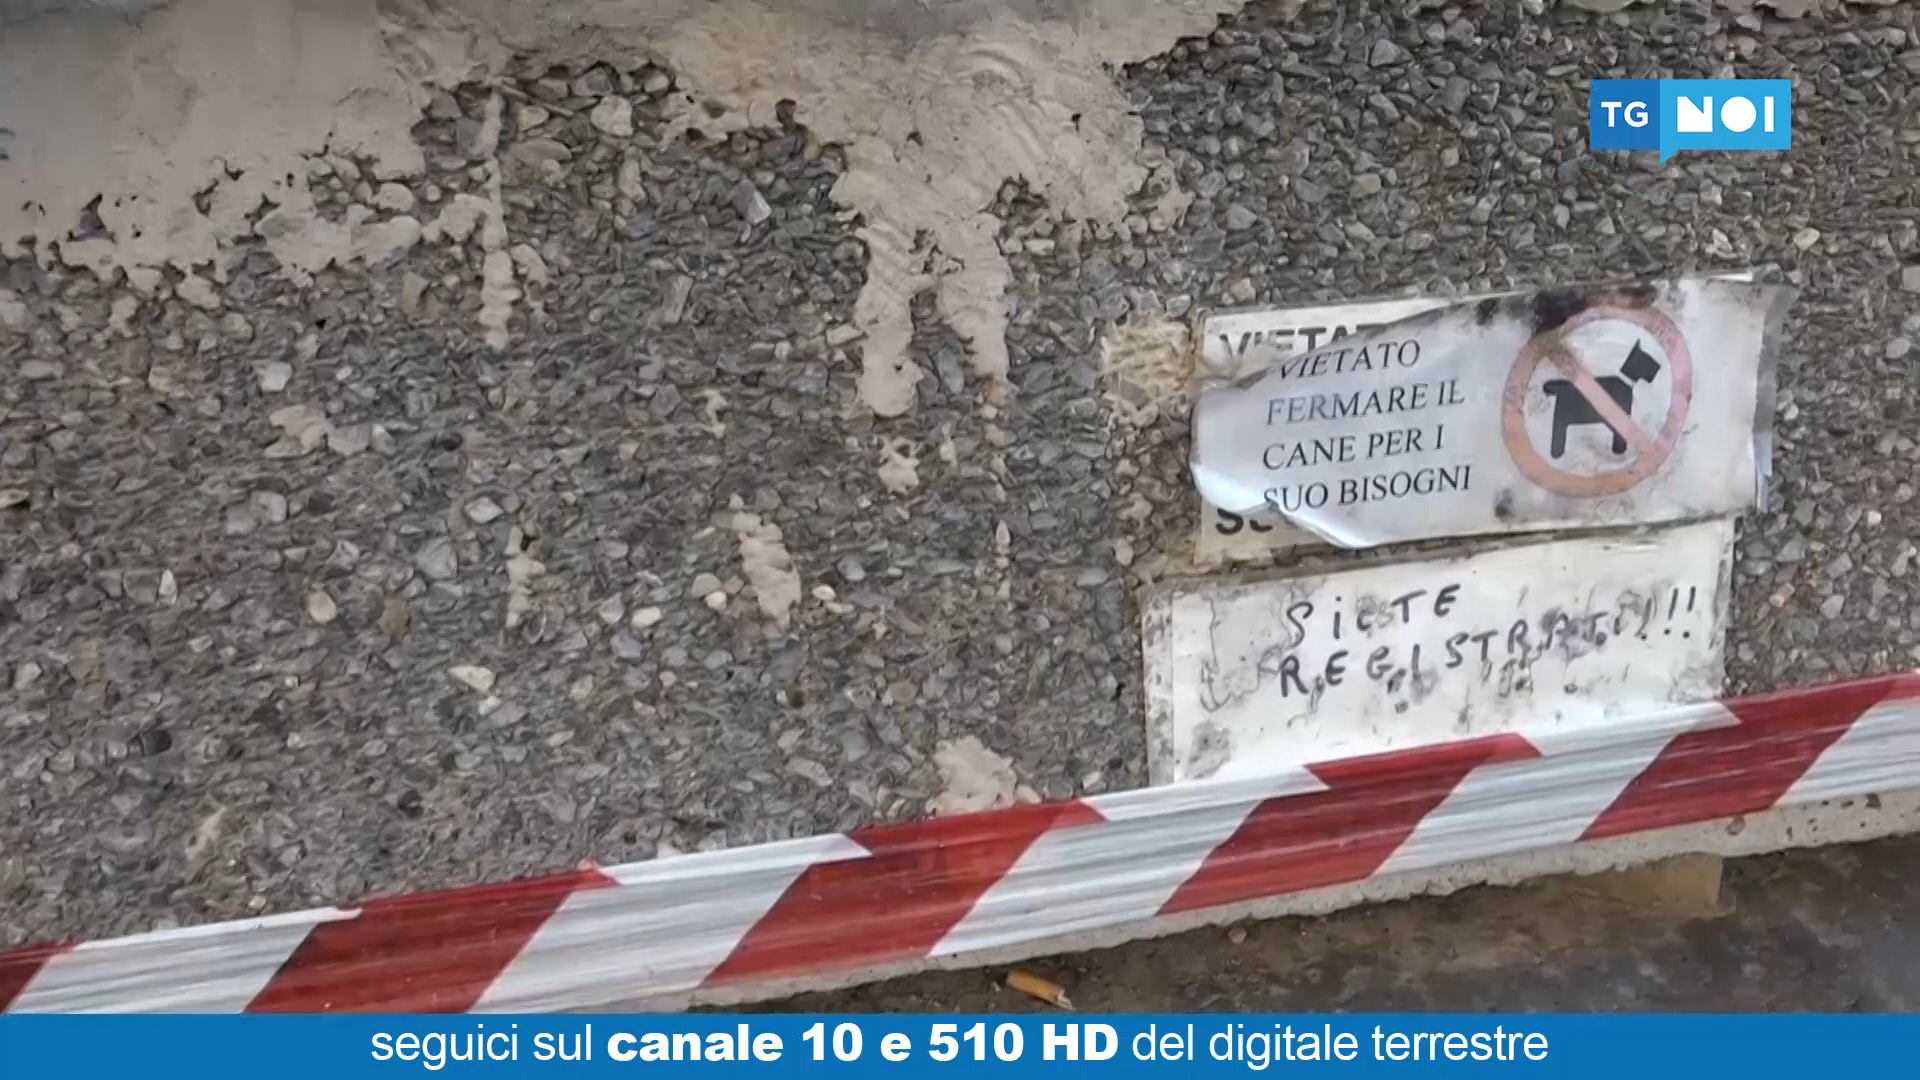 TG NOI
VIETATO
FERMARE IL
CANE PER I
SUO BISOGNI
SiETE
REGISTRATi!!!
seguici sul canale 10 e 510 HD del digitale terrestre